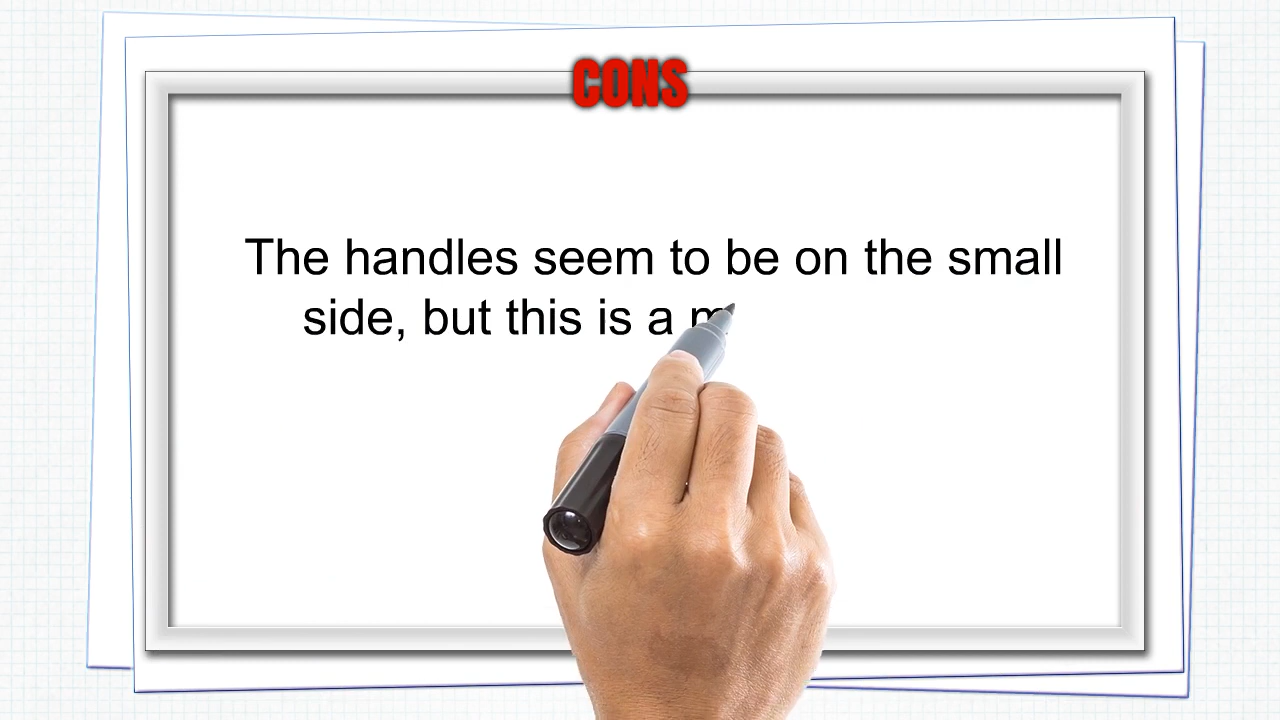 CONS
The handles seem to be on the small
side, but this is a m